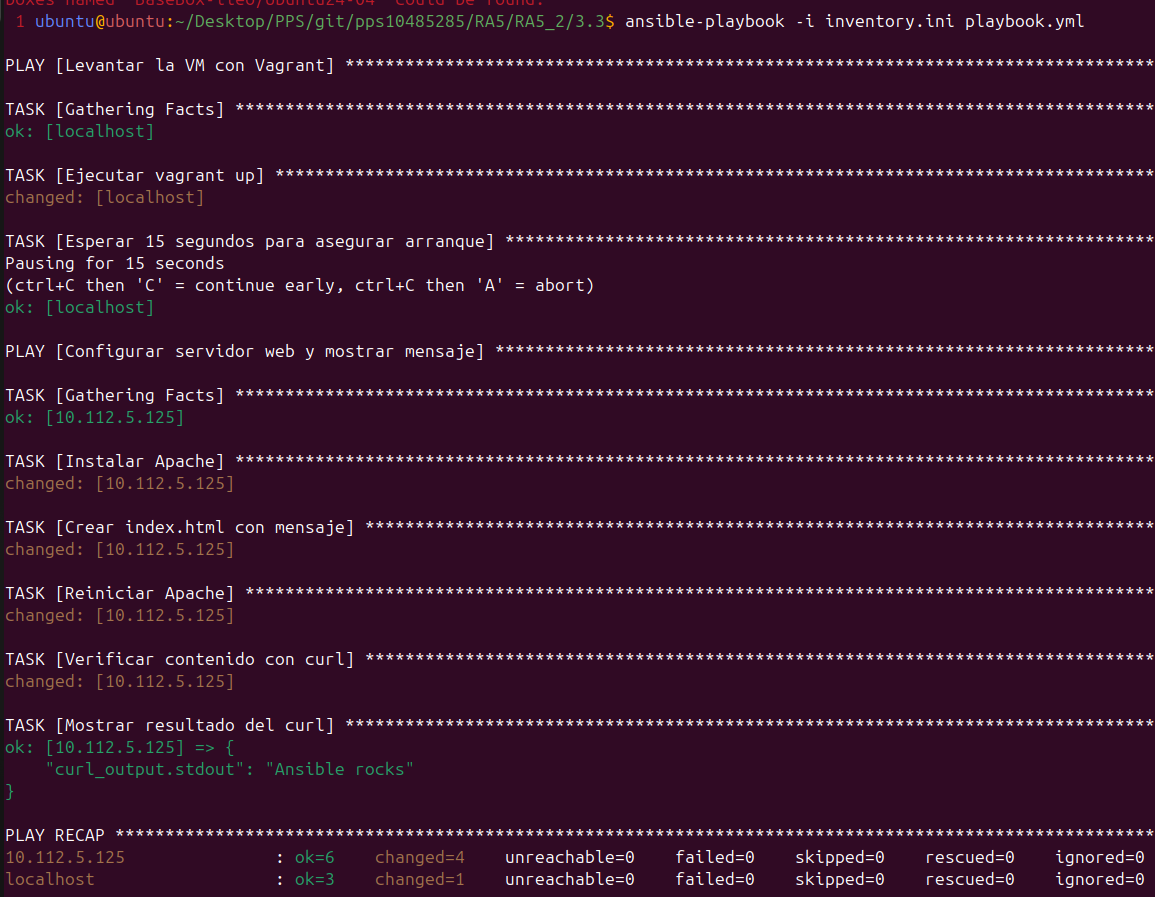 boxes named could be found.
1 ubuntu@ubuntu:~/Desktop/PPS/git/pps10485285/RA5/RA5_2/3.3$ ansible-playbook -i inventory.ini playbook.yml
PLAY [Levantar la VM con Vagrant] *********************************************************************************
TASK [Gathering Facts] ********************************************************************************************
ok: [localhost]
TASK [Ejecutar vagrant up] ****************************************************************************************
changed: [localhost]
TASK [Esperar 15 segundos para asegurar arranque] *****************************************************************
Pausing for 15 seconds
(ctrl+C then 'C' = continue early, ctrl+C then 'A' = abort)
ok: [localhost]
PLAY [Configurar servidor web y mostrar mensaje] ******************************************************************
TASK [Gathering Facts] ********************************************************************************************
ok: [10.112.5.125]
TASK [Instalar Apache] ********************************************************************************************
changed: [10.112.5.125]
TASK [Crear index.html con mensaje] *******************************************************************************
changed: [10.112.5.125]
TASK [Reiniciar Apache] *******************************************************************************************
changed: [10.112.5.125]
TASK [Verificar contenido con curl] *******************************************************************************
changed: [10.112.5.125]
TASK [Mostrar resultado del curl] *********************************************************************************
ok: [10.112.5.125] => {
    "curl_output.stdout": "Ansible rocks"
}
PLAY RECAP ********************************************************************************************************
10.112.5.125               : ok=6    changed=4    unreachable=0    failed=0    skipped=0    rescued=0    ignored=0
localhost                  : ok=3    changed=1    unreachable=0    failed=0    skipped=0    rescued=0    ignored=0